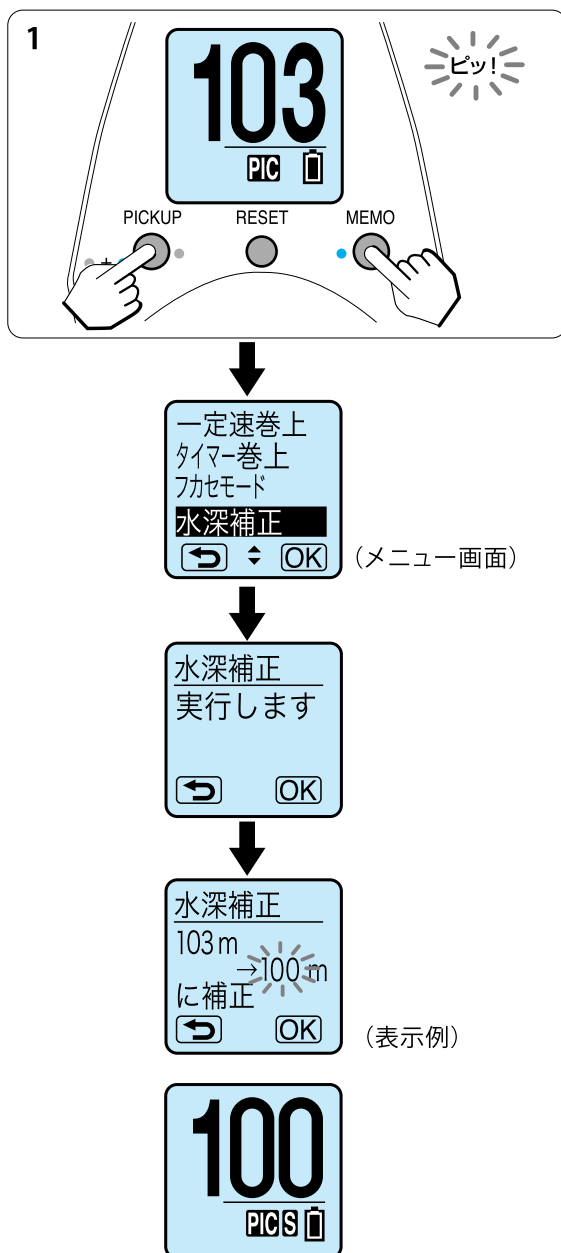 1
103
ピッ!
PIC
PICKUP RESET MEMO
+
一定速巻上
タイマー巻上
フカセモード
水深補正
OK
(メニュー画面)
水深補正
実行します
OK
水深補正
103m
→100m
に補正
OK
(表示例)
100
PIC S